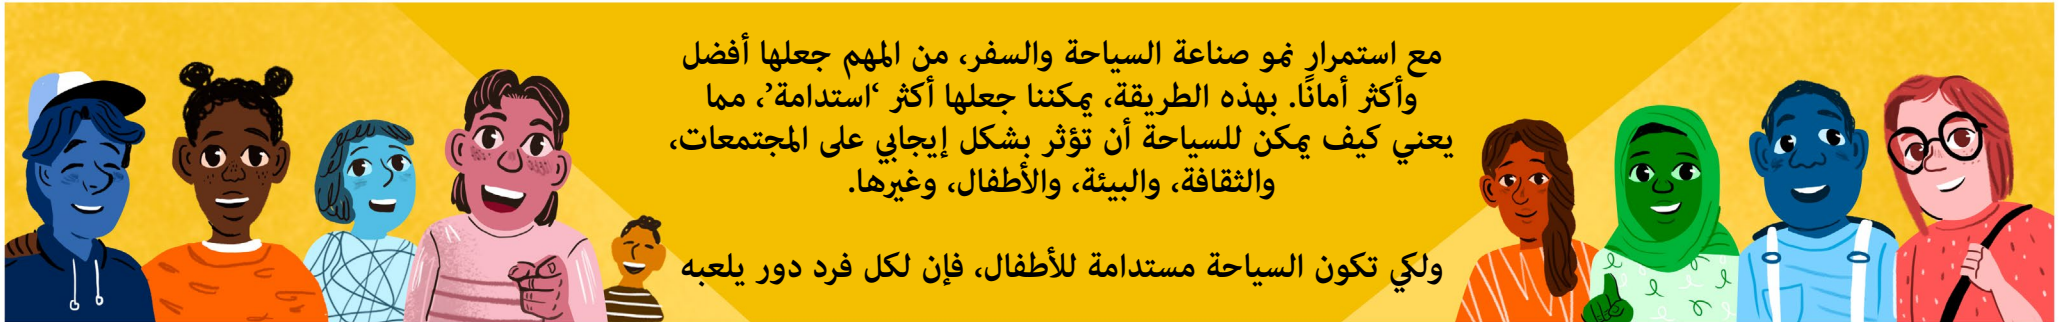 مع استمرار نمو صناعة السياحة والسفر، من المهم جعلها أفضل
وأكثر أمانًا. بهذه الطريقة، يمكننا جعلها أكثر ‘استدامة’، مما
يعني كيف يمكن للسياحة أن تؤثر بشكل إيجابي على المجتمعات،
والثقافة، والبيئة، والأطفال، وغيرها.
ولكي تكون السياحة مستدامة للأطفال، فإن لكل فرد دور يلعبه